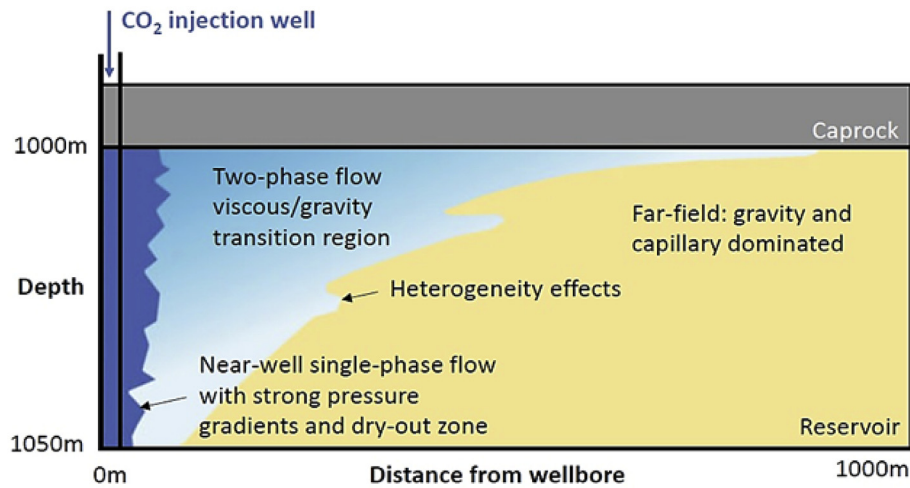 CO₂ injection well
Caprock
1000m
Two-phase flow
viscous/gravity
transition region
Far-field: gravity and
capillary dominated
Depth
Heterogeneity effects
Near-well single-phase flow
with strong pressure
gradients and dry-out zone
Reservoir
1050m
0m
Distance from wellbore
1000m